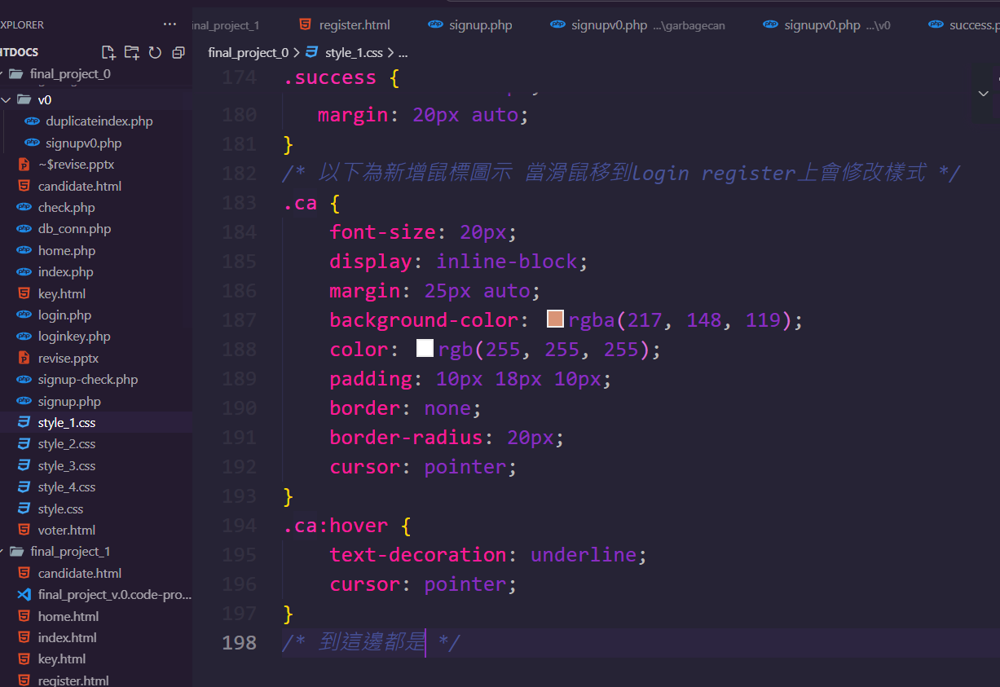 XPLORER
···
inal_project_1
register.html
signup.php
signupv0.php ...\garbagecan
signupv0.php ...\v0
success.p
HTDOCS
final_project_0 > style_1.css > ...
final_project_0
v0
duplicateindex.php
signupv0.php
~$revise.pptx
candidate.html
check.php
db_conn.php
home.php
index.php
key.html
login.php
loginkey.php
revise.pptx
signup-check.php
signup.php
style_1.css
style_2.css
style_3.css
style_4.css
style.css
voter.html
final_project_1
candidate.html
final_project_v.0.code-pro...
home.html
index.html
key.html
register.html
174 .success {
180 margin: 20px auto;
181 }
182 /* 以下為新增鼠標圖示 當滑鼠移到Login register上會修改樣式 */
183 .ca {
184 font-size: 20px;
185 display: inline-block;
186 margin: 25px auto;
187 background-color: rgba(217, 148, 119);
188 color: rgb(255, 255, 255);
189 padding: 10px 18px 10px;
190 border: none;
191 border-radius: 20px;
192 cursor: pointer;
193 }
194 .ca:hover {
195 text-decoration: underline;
196 cursor: pointer;
197 }
198 /* 到這邊都是 */